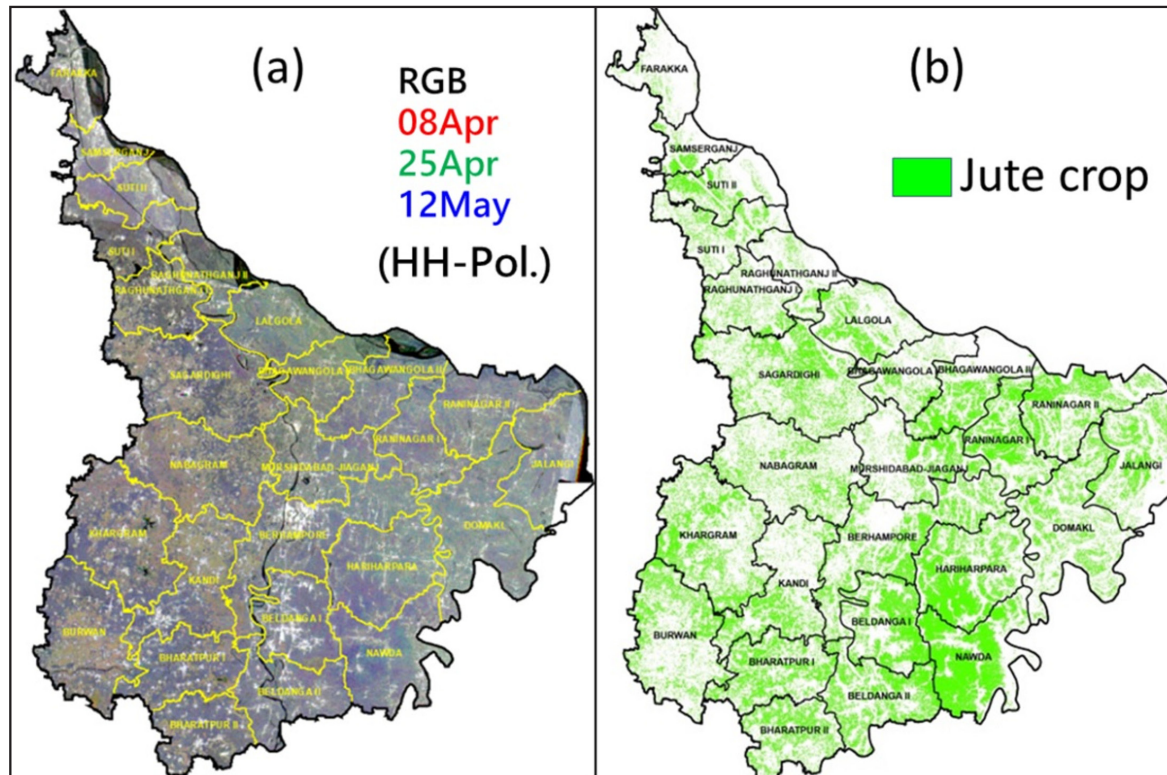 (a)
RGB
08Apr
25Apr
12May
(HH-Pol.)
FARAKKA
SAMSERGANJ
SUTI II
SUTI I
RAGHUNATHGANJ II
RAGHUNATHGANJ I
LALGOLA
SAGARDIGHI
BHAGAWANGOLA I
BHAGAWANGOLA II
RANINAGAR II
RANINAGAR I
NABAGRAM
MURSHIDABAD-JIAGANJ
JALANGI
DOMAKL
KHARGRAM
BERHAMPORE
KANDI
HARIHARPARA
BURWAN
BELDANGA I
BHARATPUR I
NAWDA
BELDANGA II
BHARATPUR II
(b)
Jute crop
FARAKKA
SAMSERGANJ
SUTI II
SUTI I
RAGHUNATHGANJ II
RAGHUNATHGANJ I
LALGOLA
SAGARDIGHI
BHAGAWANGOLA I
BHAGAWANGOLA II
RANINAGAR II
RANINAGAR I
NABAGRAM
MURSHIDABAD-JIAGANJ
JALANGI
DOMAKL
KHARGRAM
BERHAMPORE
KANDI
HARIHARPARA
BURWAN
BELDANGA I
BHARATPUR I
NAWDA
BELDANGA II
BHARATPUR II